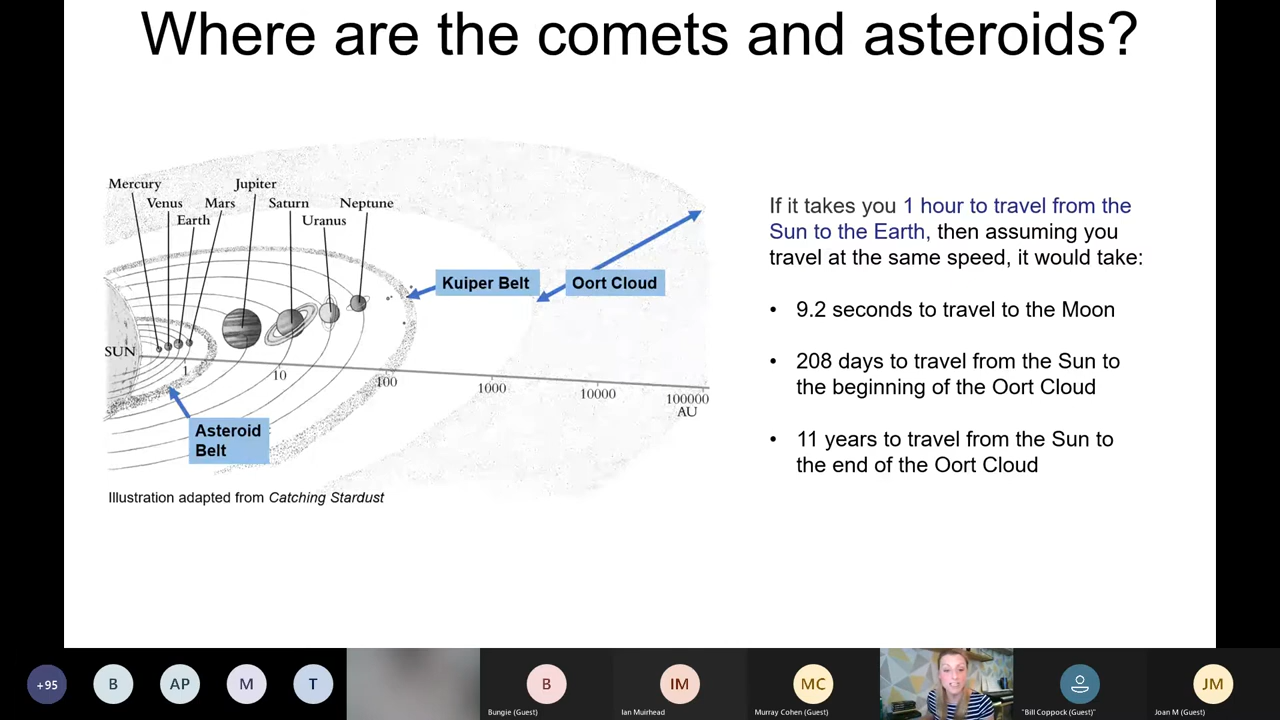 Where are the comets and asteroids?
Mercury
Jupiter
Venus
Mars
Saturn
Neptune
Earth
Uranus
Kuiper Belt
Oort Cloud
SUN
1
10
100
1000
10000
100000
AU
Asteroid
Belt
Illustration adapted from Catching Stardust
If it takes you 1 hour to travel from the
Sun to the Earth, then assuming you
travel at the same speed, it would take:
• 9.2 seconds to travel to the Moon
• 208 days to travel from the Sun to
the beginning of the Oort Cloud
• 11 years to travel from the Sun to
the end of the Oort Cloud
+95
B
AP
M
T
B
IM
MC
JM
Bungie (Guest)
Ian Muirhead
Murray Cohen (Guest)
"Bill Coppock (Guest)"
Joan M (Guest)